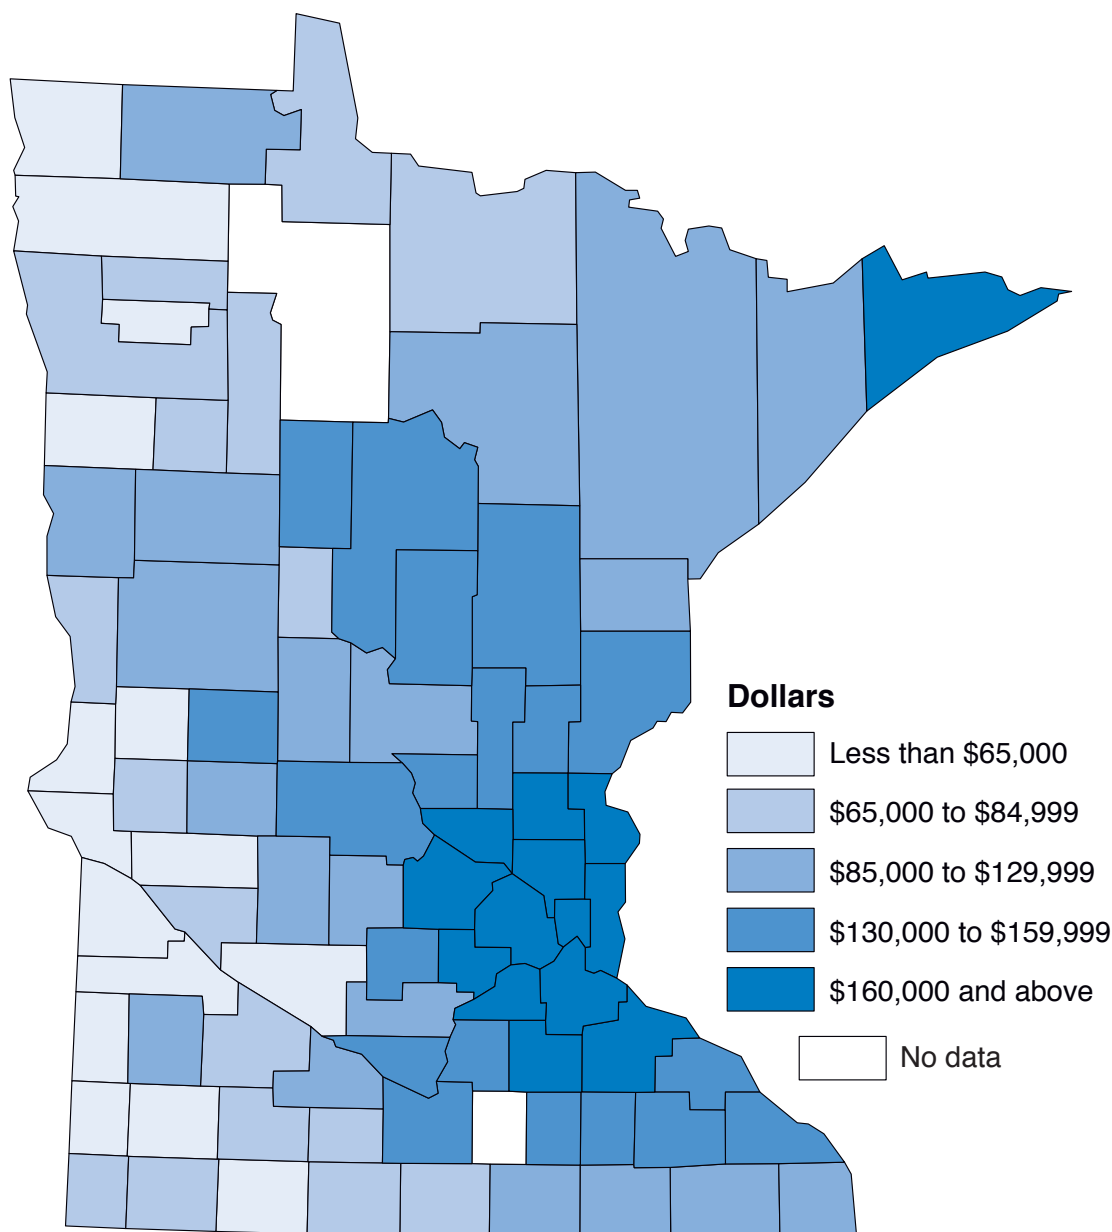 Dollars
Less than $65,000
$65,000 to $84,999
$85,000 to $129,999
$130,000 to $159,999
$160,000 and above
No data